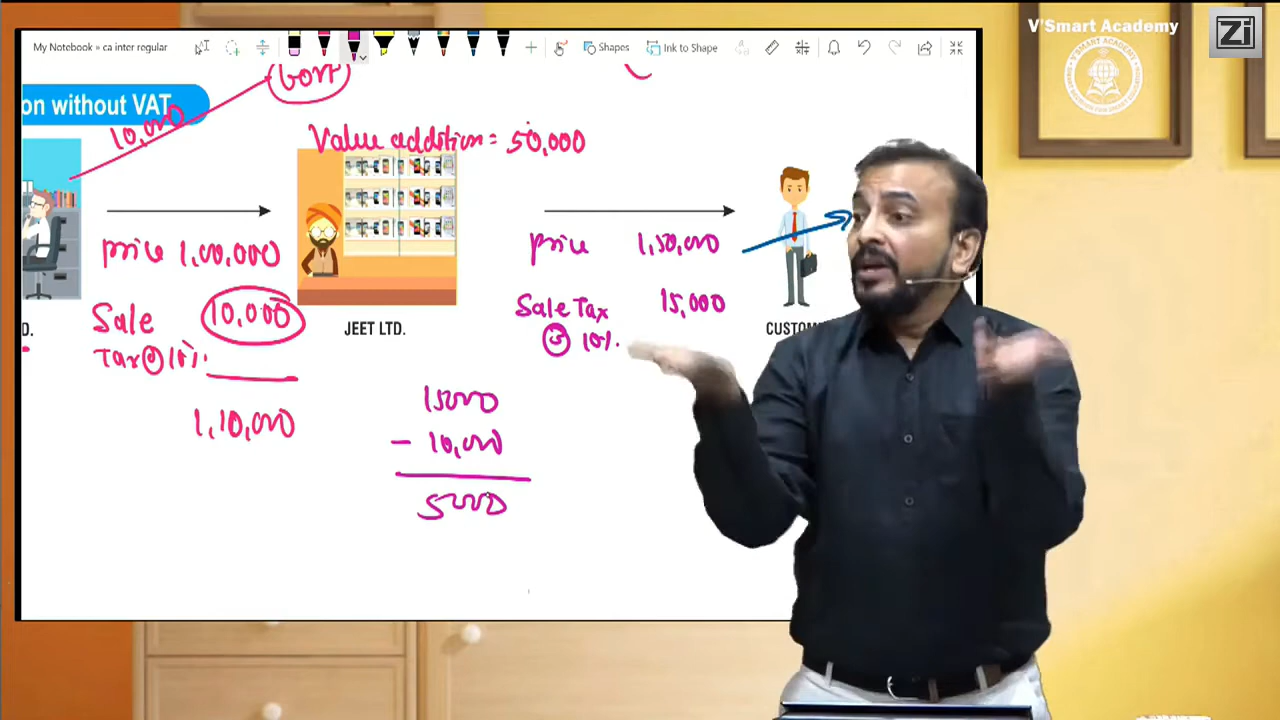 V'Smart Academy
Zi
My Notebook » ca inter regular
Shapes
Ink to Shape
Govt
on without VAT
10,000
Value addition = 50,000
Price 1,00,000
Price 1,50,000
Sale 10,000
Tax @ 10%.
Sale Tax 15,000
@ 10%.
D.
JEET LTD.
CUSTOM
1,10,000
15000
- 10,000
5000